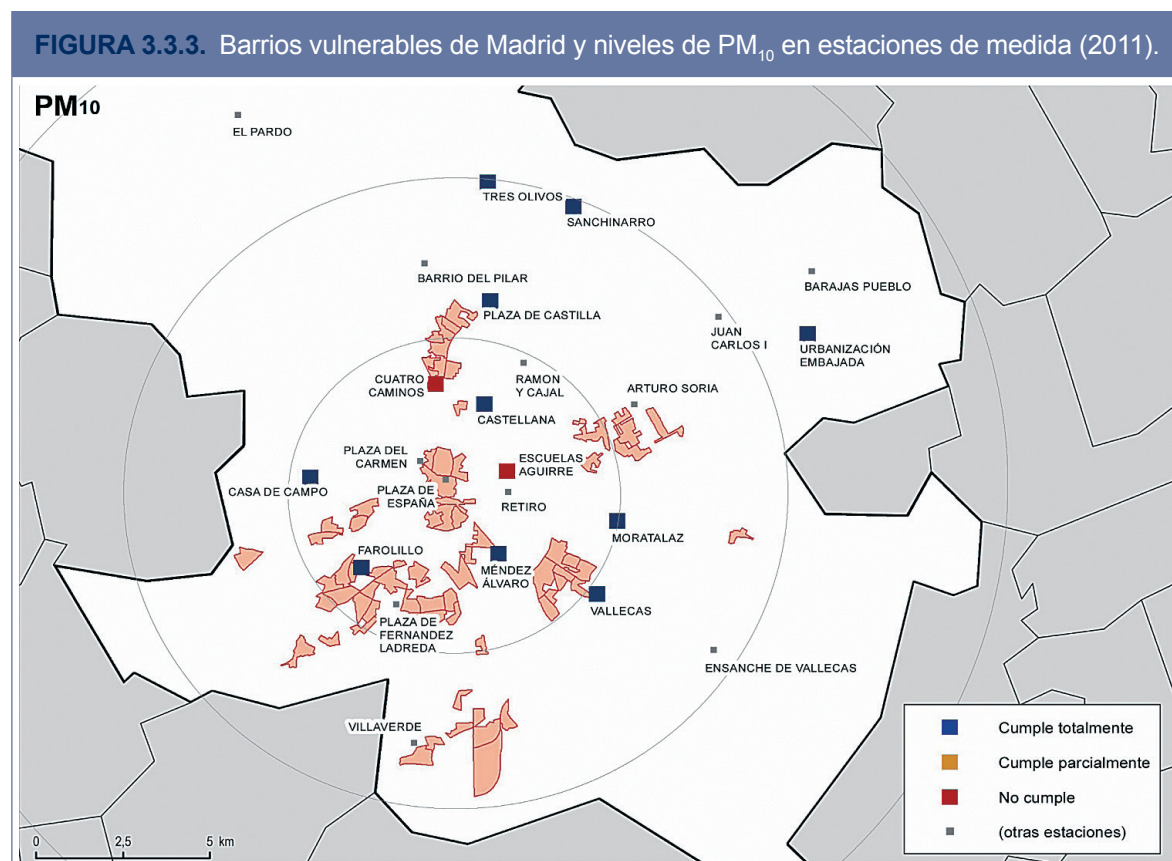 FIGURA 3.3.3. Barrios vulnerables de Madrid y niveles de PM10 en estaciones de medida (2011).
PM10
EL PARDO
TRES OLIVOS
SANCHINARRO
BARRIO DEL PILAR
BARAJAS PUEBLO
PLAZA DE CASTILLA
JUAN
CARLOS I
URBANIZACIÓN
EMBAJADA
CUATRO
CAMINOS
RAMON
Y CAJAL
ARTURO SORIA
CASTELLANA
PLAZA DEL
CARMEN
ESCUELAS
AGUIRRE
CASA DE CAMPO
PLAZA DE
ESPAÑA
RETIRO
MORATALAZ
FAROLILLO
MÉNDEZ
ÁLVARO
VALLECAS
PLAZA DE
FERNANDEZ
LADREDA
ENSANCHE DE VALLECAS
VILLAVERDE
Cumple totalmente
Cumple parcialmente
No cumple
(otras estaciones)
0 2,5 5 km